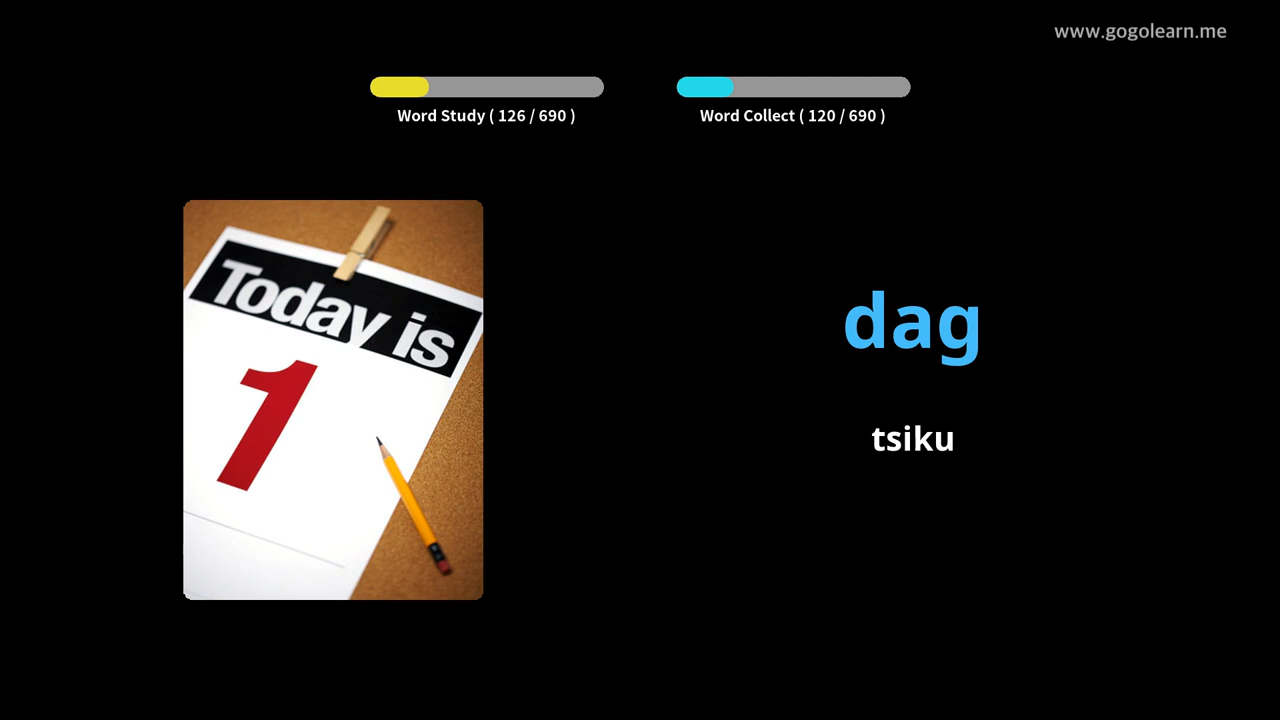 www.gogolearn.me
Word Study ( 126 / 690 )
Word Collect ( 120 / 690 )
Today is
1
dag
tsiku